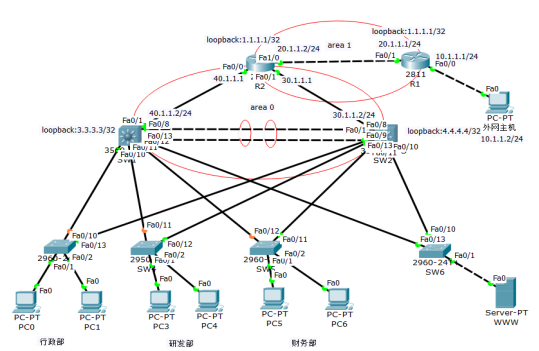 loopback:1.1.1.1/32
loopback:1.1.1.1/32
20.1.1.2/24
area 1
20.1.1.1/24
10.1.1.1/24
Fa1/0
Fa0/1
Fa0/0
Fa0/0
Fa0/1
R2
2811
R1
40.1.1.1
30.1.1.1
Fa0
PC-PT
外网主机
10.1.1.2/24
area 0
40.1.1.2/24
30.1.1.2/24
Fa0/1
Fa0/8
Fa0/13
Fa0/12
Fa0/11
Fa0/10
loopback:3.3.3.3/32
SW1
Fa0/1
Fa0/8
Fa0/9
Fa0/13
Fa0/10
loopback:4.4.4.4/32
SW2
Fa0/10
Fa0/13
Fa0/2
Fa0/1
Fa0/11
Fa0/12
Fa0/2
Fa0/1
Fa0/12
Fa0/11
Fa0/2
Fa0/10
Fa0/13
Fa0/1
2960-24
SW6
Fa0
Fa0
Fa0
Fa0
Fa0
Fa0
Fa0
PC-PT
PC0
PC-PT
PC1
PC-PT
PC3
PC-PT
PC4
PC-PT
PC5
PC-PT
PC6
Server-PT
WWW
行政部
研发部
财务部